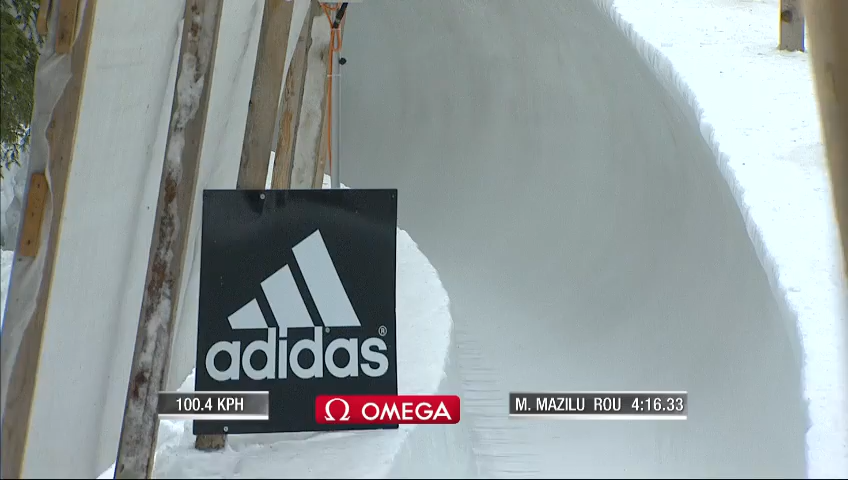 adidas®
100.4 KPH
Ω OMEGA
M. MAZILU ROU 4:16.33